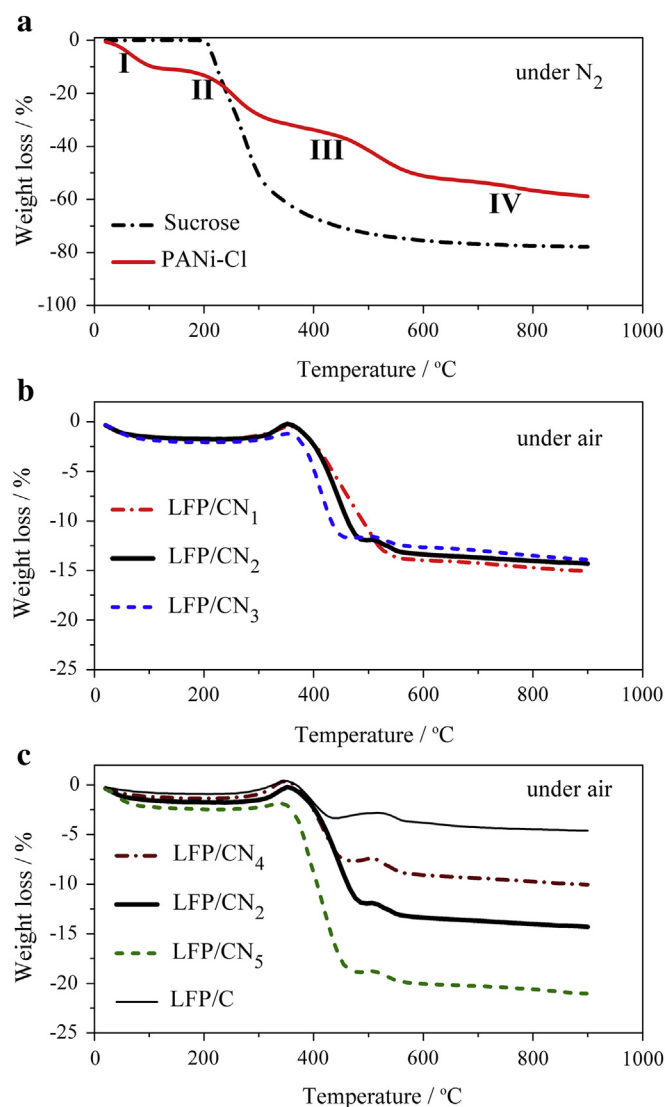 a
0
-20
-40
-60
-80
-100
Weight loss / %
under N2
I
II
III
IV
Sucrose
PANi-Cl
0 200 400 600 800 1000
Temperature / ºC
b
0
-5
-10
-15
-20
-25
Weight loss / %
under air
LFP/CN1
LFP/CN2
LFP/CN3
0 200 400 600 800 1000
Temperature / ºC
c
0
-5
-10
-15
-20
-25
Weight loss / %
under air
LFP/CN4
LFP/CN2
LFP/CN5
LFP/C
0 200 400 600 800 1000
Temperature / ºC